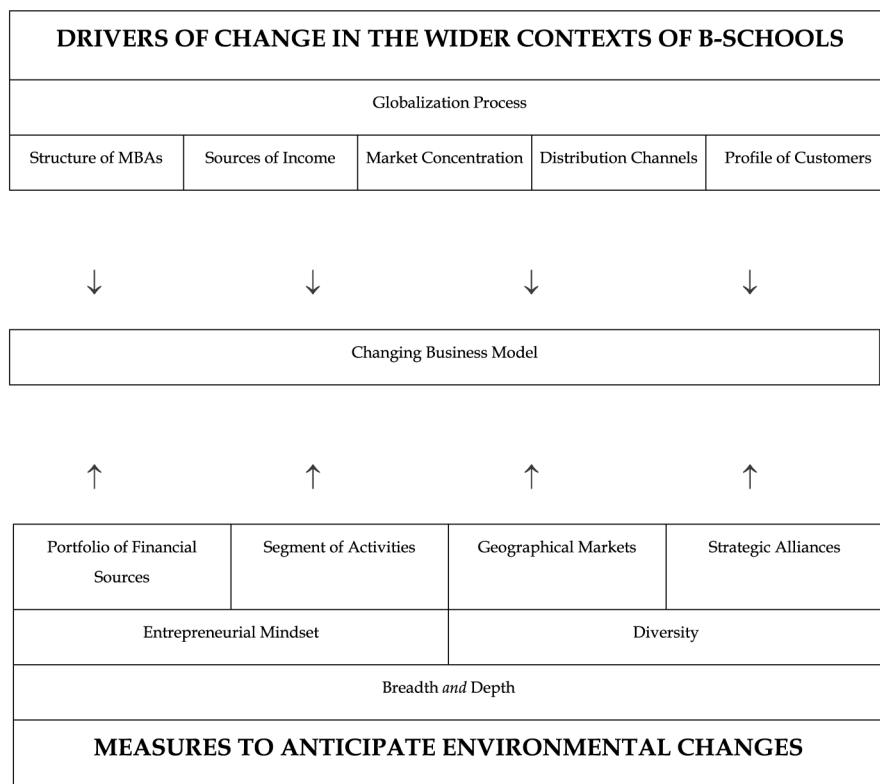 DRIVERS OF CHANGE IN THE WIDER CONTEXTS OF B-SCHOOLS
Globalization Process
Structure of MBAs
Sources of Income
Market Concentration
Distribution Channels
Profile of Customers
↓ ↓ ↓ ↓
Changing Business Model
↑ ↑ ↑ ↑
Portfolio of Financial
Sources
Segment of Activities
Geographical Markets
Strategic Alliances
Entrepreneurial Mindset
Diversity
Breadth and Depth
MEASURES TO ANTICIPATE ENVIRONMENTAL CHANGES